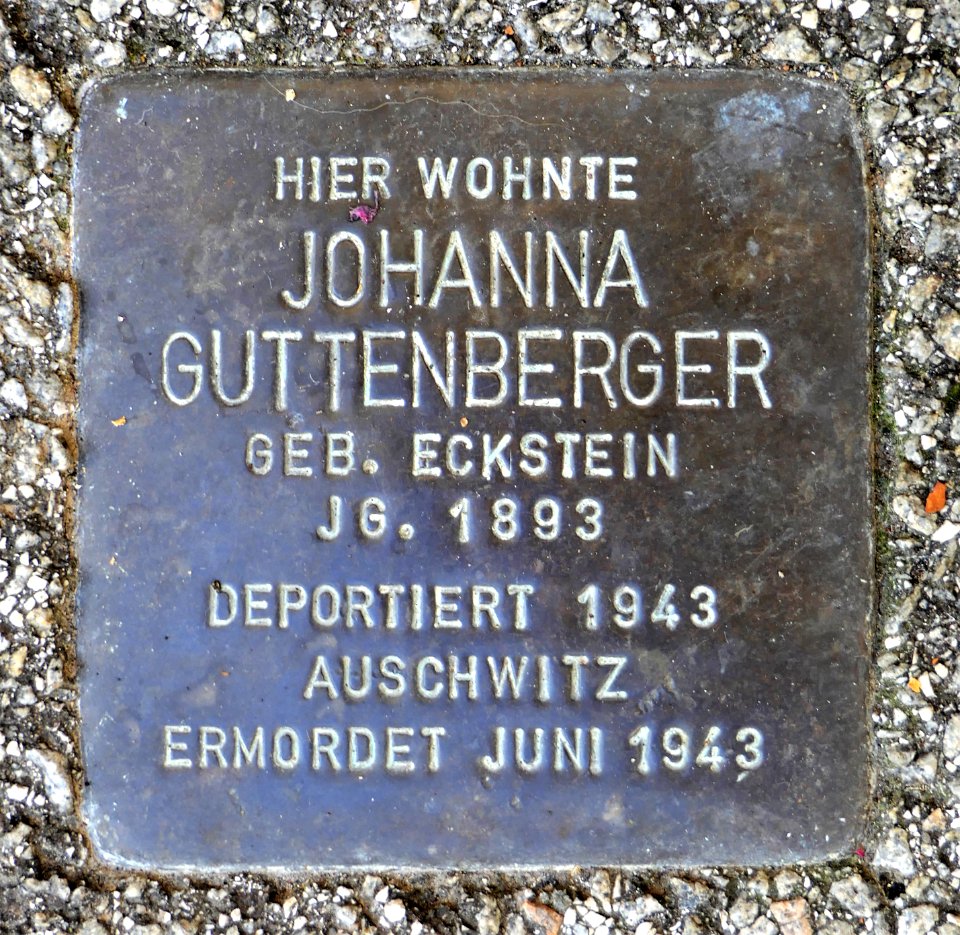 HIER WOHNTE
JOHANNA
GUTTENBERGER
GEB. ECKSTEIN
JG. 1893
DEPORTIERT 1943
AUSCHWITZ
ERMORDET JUNI 1943